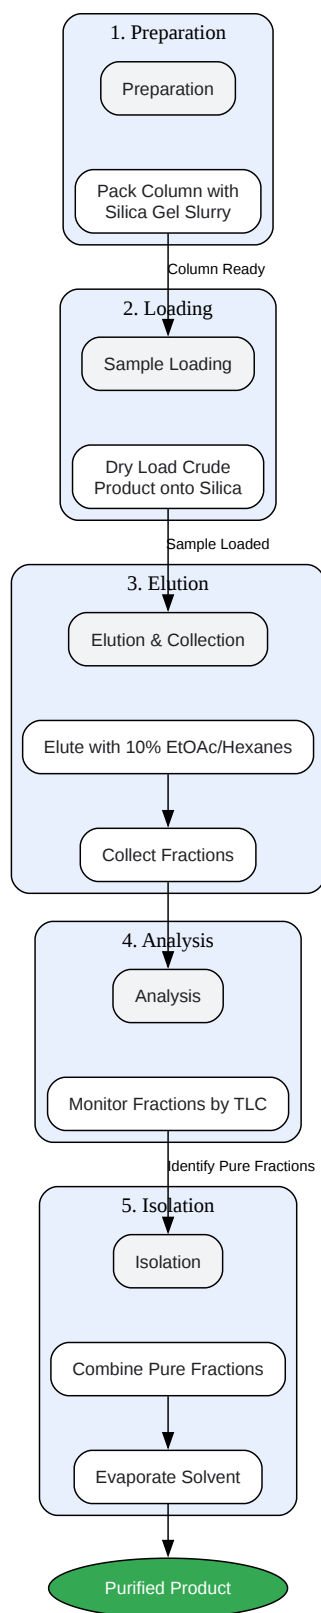 1. Preparation
Preparation
Pack Column with
Silica Gel Slurry
Column Ready
2. Loading
Sample Loading
Dry Load Crude
Product onto Silica
Sample Loaded
3. Elution
Elution & Collection
Elute with 10% EtOAc/Hexanes
Collect Fractions
4. Analysis
Analysis
Monitor Fractions by TLC
Identify Pure Fractions
5. Isolation
Isolation
Combine Pure Fractions
Evaporate Solvent
Purified Product